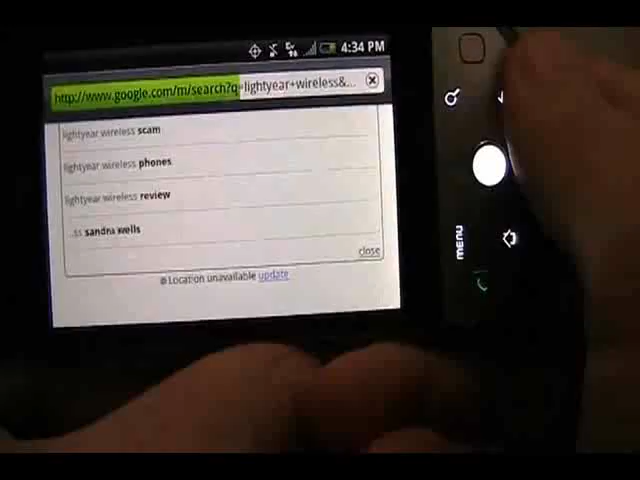 4:34 PM
http://www.google.com/m/search?q=lightyear+wireless&...
lightyear wireless scam
lightyear wireless phones
lightyear wireless review
...ss sandra wells
close
Location unavailable update
MENU